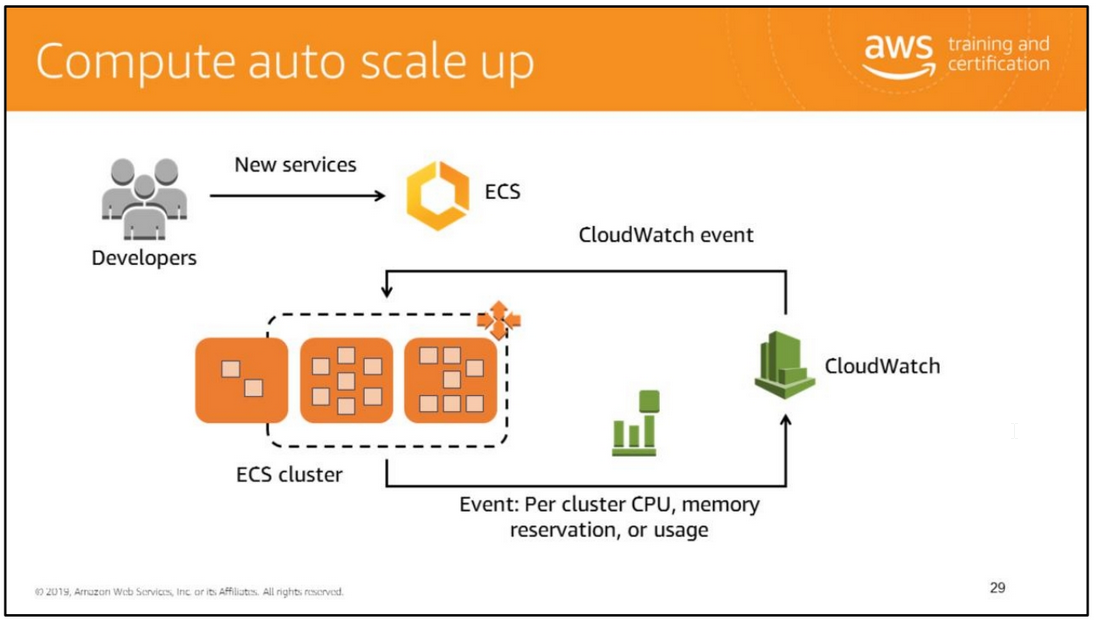 Compute auto scale up
aws training and
certification
New services
ECS
Developers
CloudWatch event
CloudWatch
ECS cluster
Event: Per cluster CPU, memory
reservation, or usage
© 2019, Amazon Web Services, Inc. or its Affiliates. All rights reserved.
29